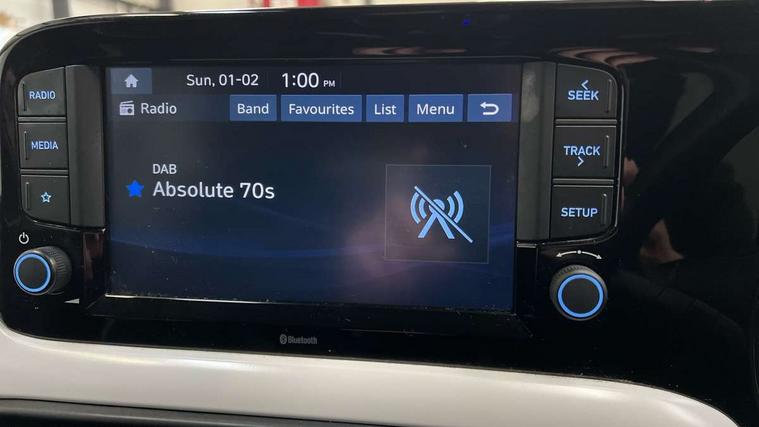 RADIO
MEDIA
Sun, 01-02 1:00 PM
Radio Band Favourites List Menu
DAB
Absolute 70s
SEEK
TRACK
SETUP
Bluetooth